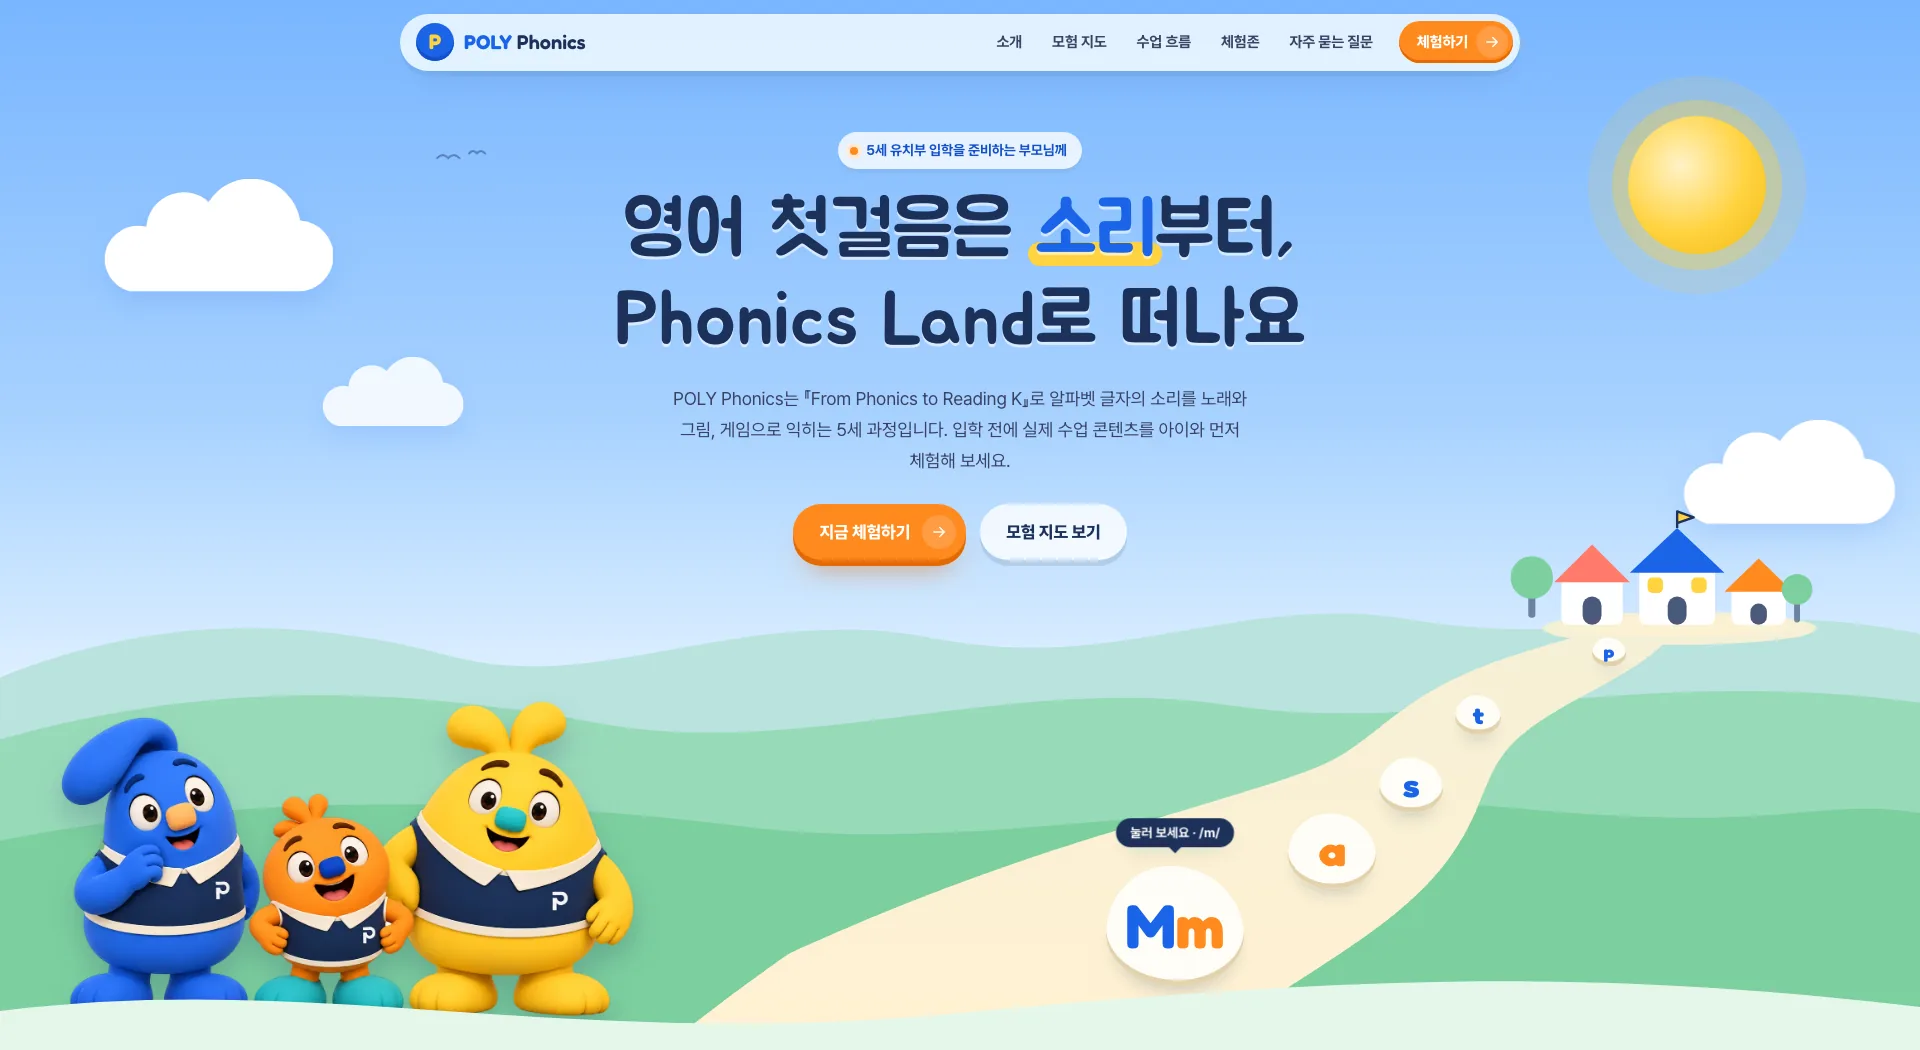 P POLY Phonics 소개 모험 지도 수업 흐름 체험존 자주 묻는 질문 체험하기 →
5세 유치부 입학을 준비하는 부모님께
영어 첫걸음은 소리부터,
Phonics Land로 떠나요
POLY Phonics는 『From Phonics to Reading K』로 알파벳 글자의 소리를 노래와
그림, 게임으로 익히는 5세 과정입니다. 입학 전에 실제 수업 콘텐츠를 아이와 먼저
체험해 보세요.
지금 체험하기 → 모험 지도 보기
p
t
s
눌러 보세요 · /m/
a
Mm
P
P
P